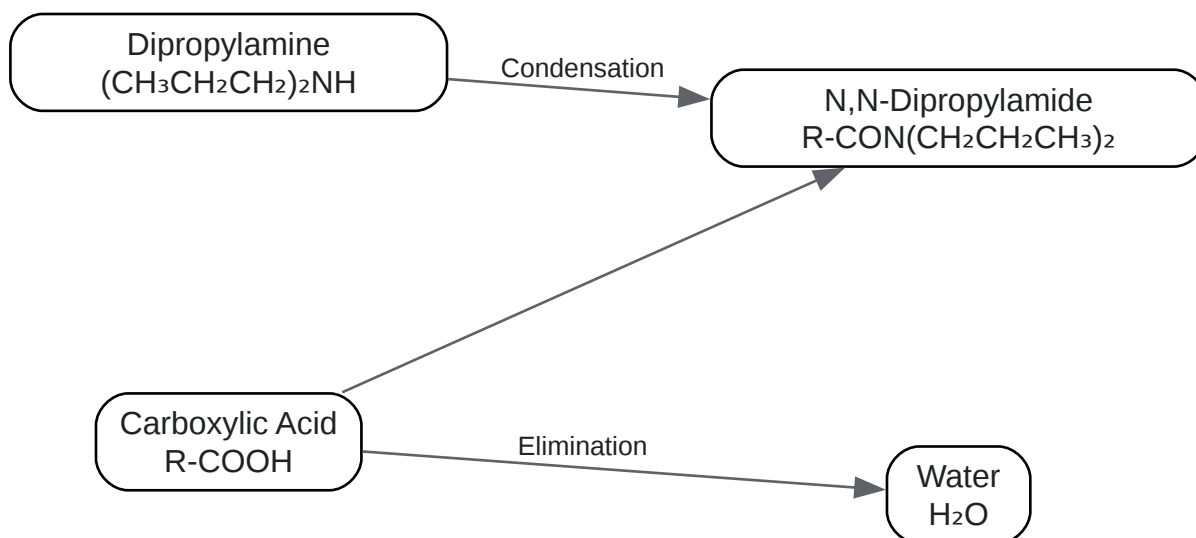 Dipropylamine
(CH₃CH₂CH₂)₂NH
Condensation
N,N-Dipropylamide
R-CON(CH₂CH₂CH₃)₂
Carboxylic Acid
R-COOH
Elimination
Water
H₂O